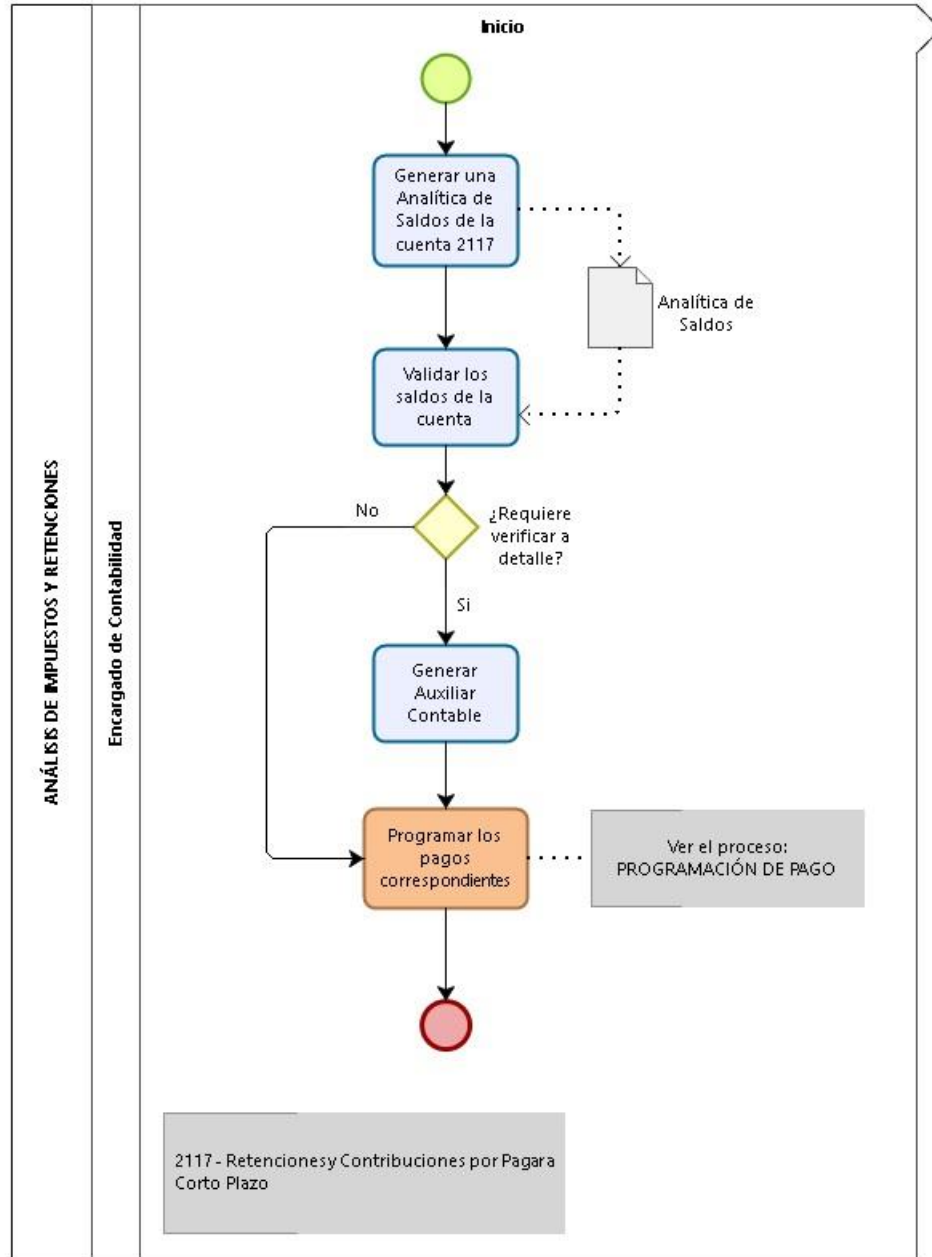 Inicio
Generar una
Analítica de
Saldos de la
cuenta 2117
Analítica de
Saldos
Validar los
saldos de la
cuenta
¿Requiere
verificar a
detalle?
No
Si
Generar
Auxiliar
Contable
Programar los
pagos
correspondientes
Ver el proceso:
PROGRAMACIÓN DE PAGO
2117 - Retenciones y Contribuciones por Pagar a
Corto Plazo
ANÁLISIS DE IMPUESTOS Y RETENCIONES
Encargado de Contabilidad